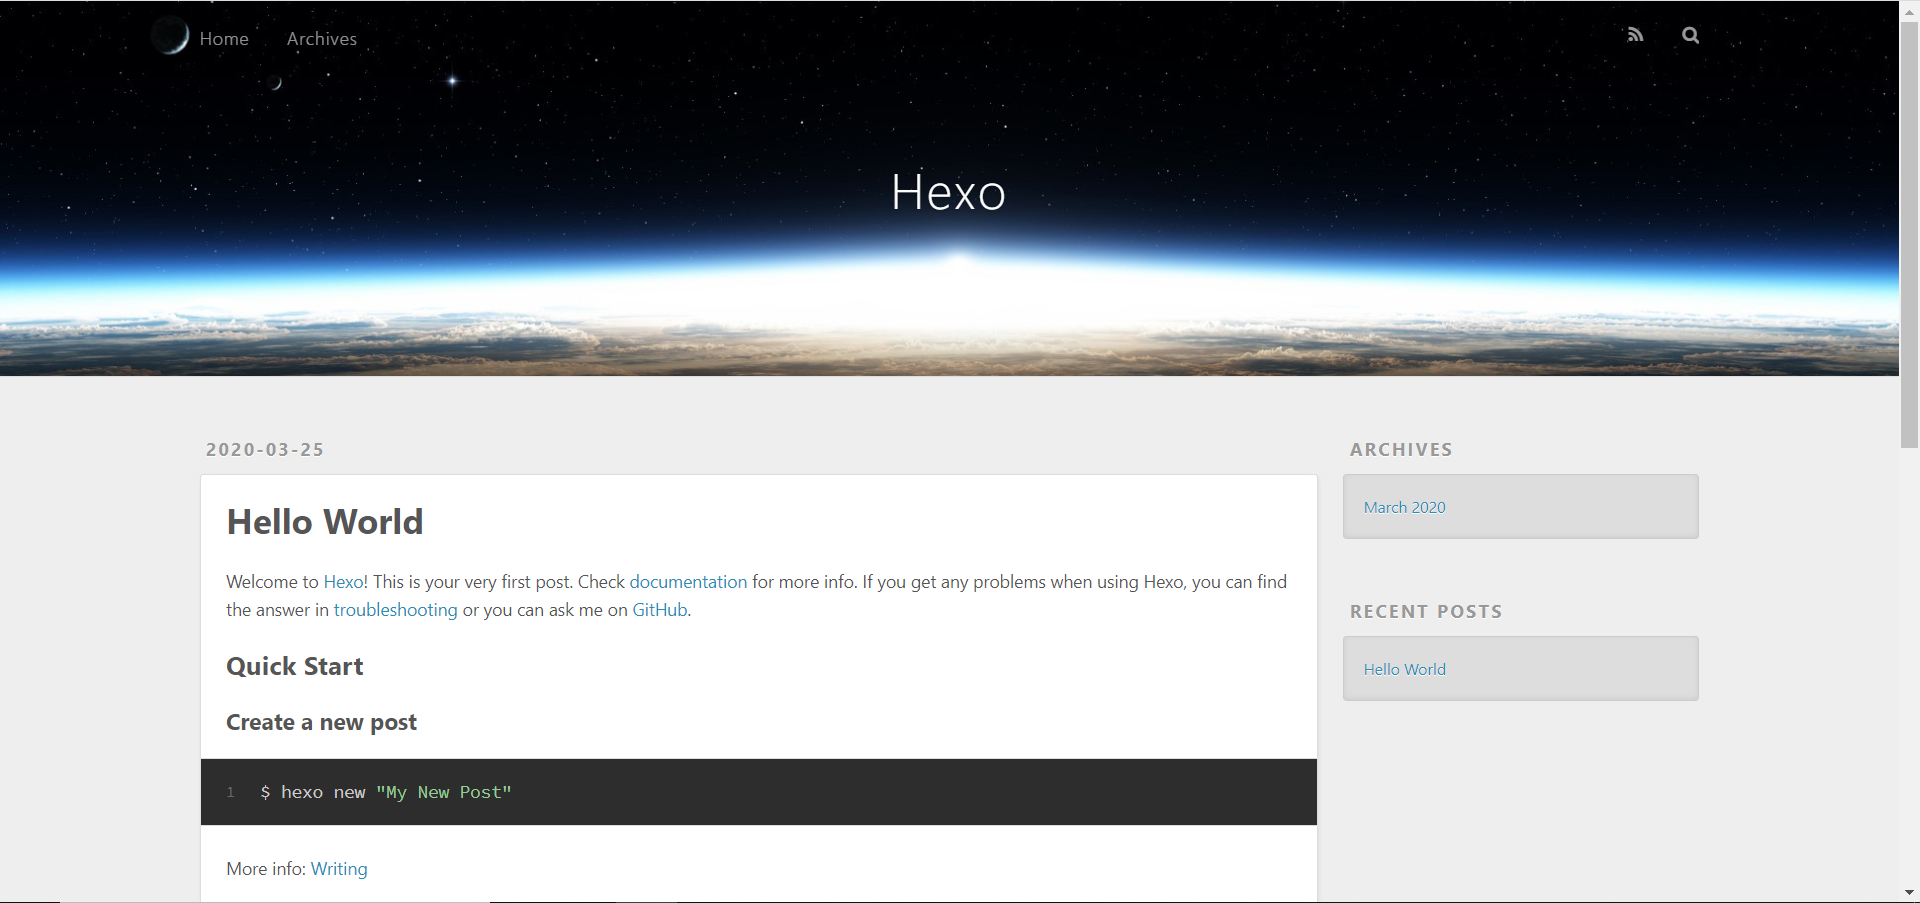 Home Archives
Hexo
2020-03-25
Hello World
Welcome to Hexo! This is your very first post. Check documentation for more info. If you get any problems when using Hexo, you can find
the answer in troubleshooting or you can ask me on GitHub.
Quick Start
Create a new post
1 $ hexo new "My New Post"
More info: Writing
ARCHIVES
March 2020
RECENT POSTS
Hello World